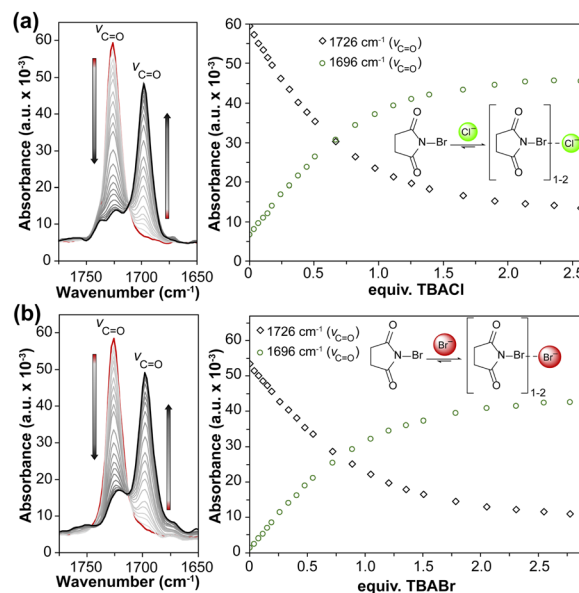 (a)
νC=O
νC=O
Absorbance (a.u. x 10-3)
60
50
40
30
20
10
0
1750
1700
1650
Wavenumber (cm-1)
Absorbance (a.u. x 10-3)
60
50
40
30
20
10
0
1726 cm-1 (νC=O)
1696 cm-1 (νC=O)
O
N-Br
O
Cl-
O
N-Br
O
Cl-
1-2
0
0.5
1.0
1.5
2.0
2.5
equiv. TBACl
(b)
νC=O
νC=O
Absorbance (a.u. x 10-3)
60
50
40
30
20
10
0
1750
1700
1650
Wavenumber (cm-1)
Absorbance (a.u. x 10-3)
60
50
40
30
20
10
0
1726 cm-1 (νC=O)
1696 cm-1 (νC=O)
O
N-Br
O
Br-
O
N-Br
O
Br-
1-2
0
0.5
1.0
1.5
2.0
2.5
equiv. TBABr